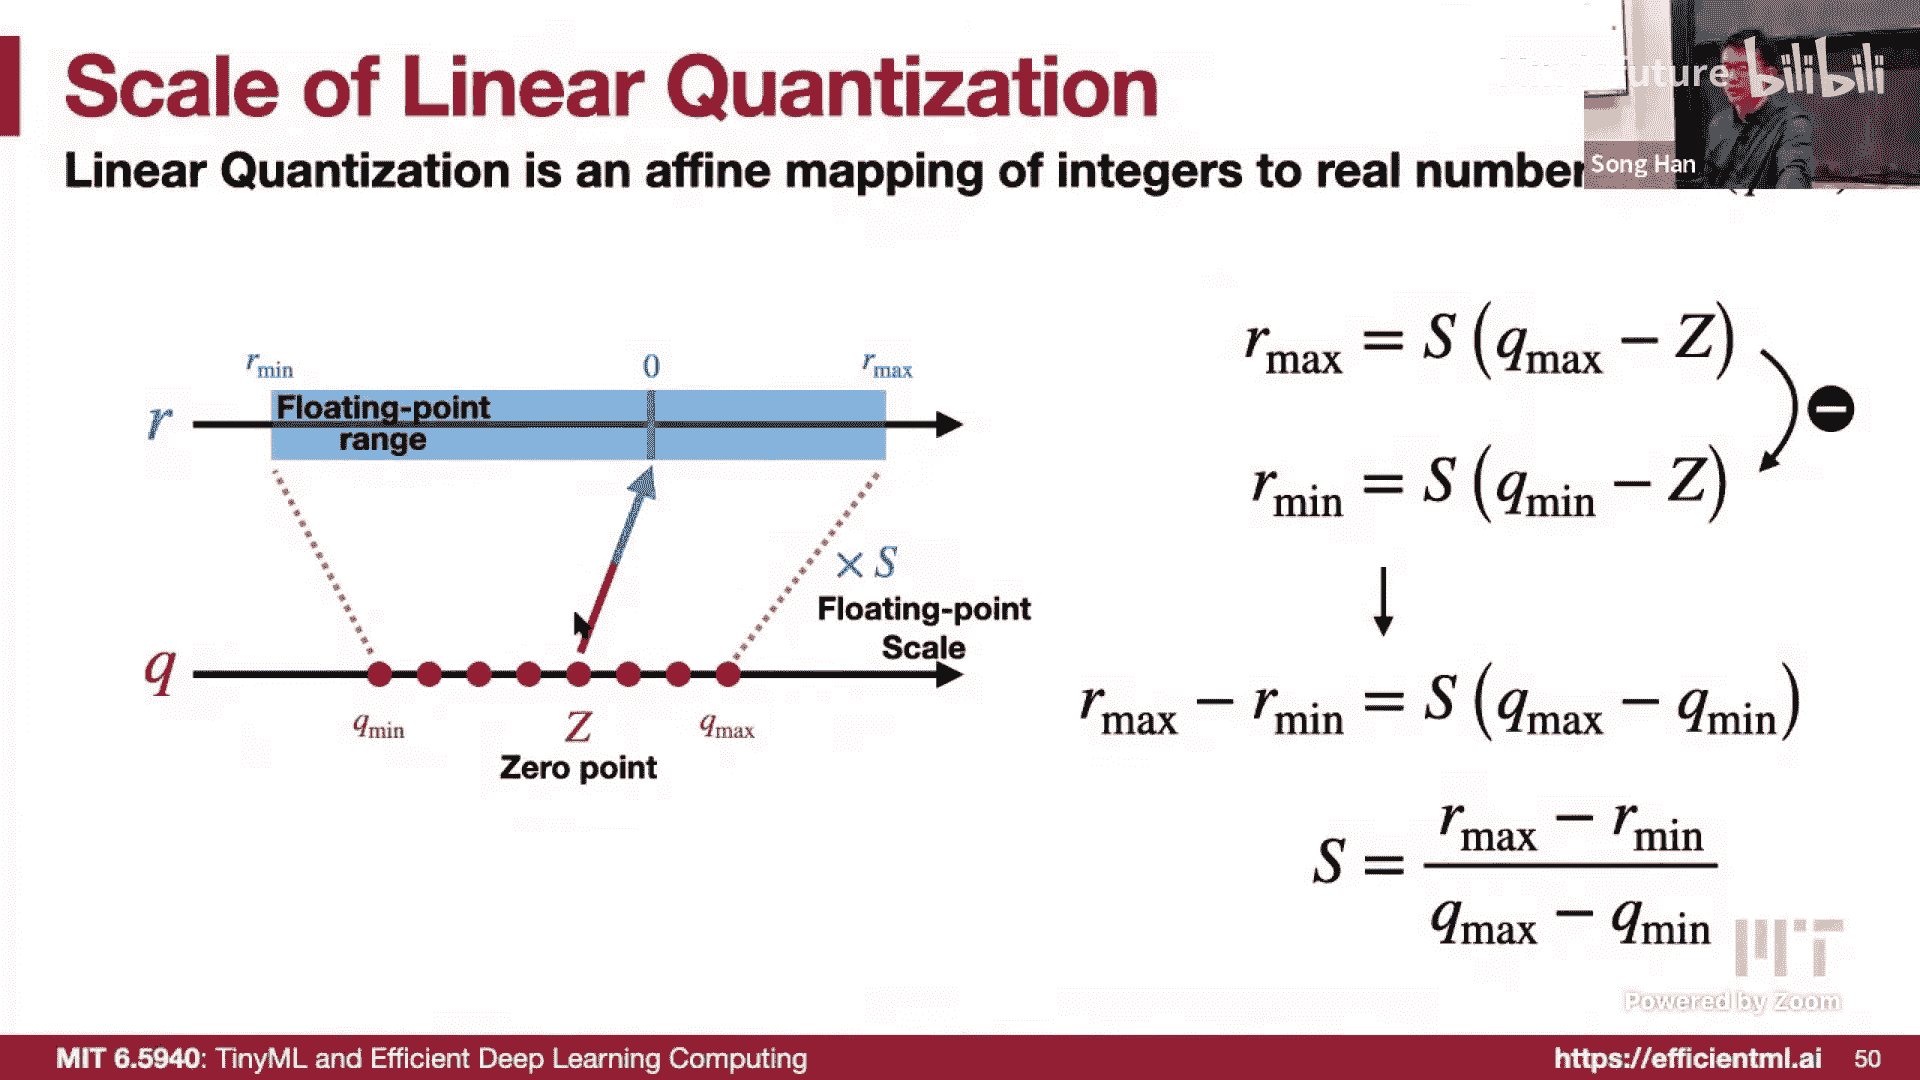 Scale of Linear Quantization
uture bilibili
Song Han
Linear Quantization is an affine mapping of integers to real number
r_min 0 r_max
r
Floating-point
range
× S
Floating-point
Scale
q
q_min Z q_max
Zero point
r_max = S (q_max − Z)
r_min = S (q_min − Z)
r_max − r_min = S (q_max − q_min)
S = (r_max − r_min) / (q_max − q_min)
MIT
Powered by Zoom
MIT 6.5940: TinyML and Efficient Deep Learning Computing
https://efficientml.ai 50